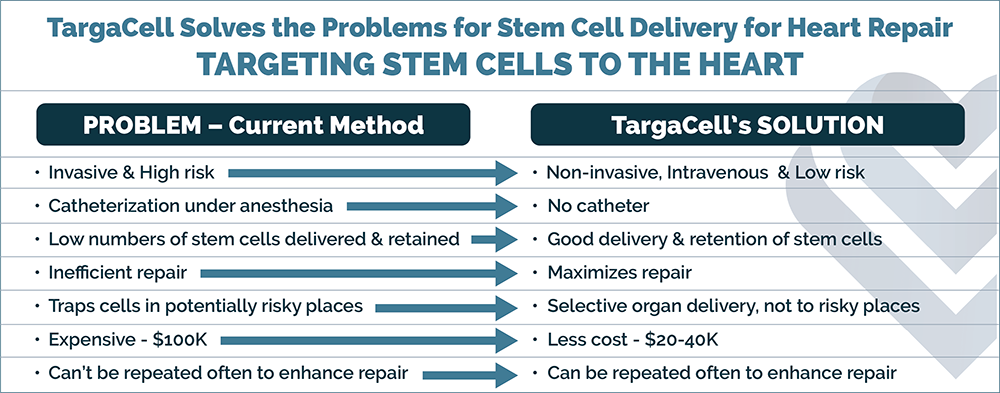 TargaCell Solves the Problems for Stem Cell Delivery for Heart Repair
TARGETING STEM CELLS TO THE HEART
PROBLEM – Current Method
TargaCell's SOLUTION
• Invasive & High risk
• Non-invasive, Intravenous & Low risk
• Catheterization under anesthesia
• No catheter
• Low numbers of stem cells delivered & retained
• Good delivery & retention of stem cells
• Inefficient repair
• Maximizes repair
• Traps cells in potentially risky places
• Selective organ delivery, not to risky places
• Expensive - $100K
• Less cost - $20-40K
• Can't be repeated often to enhance repair
• Can be repeated often to enhance repair